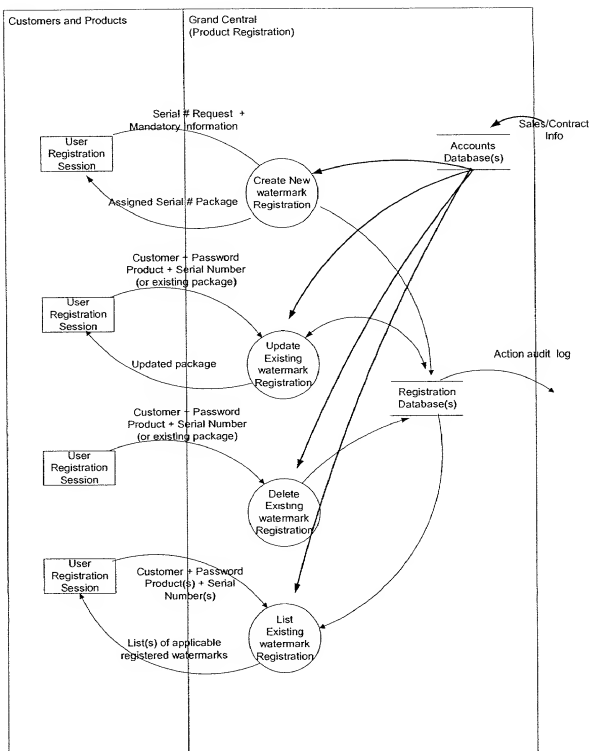 Customers and Products
Grand Central
(Product Registration)
Serial # Request +
Mandatory Information
User
Registration
Session
Sales/Contract
Info
Accounts
Database(s)
Create New
watermark
Registration
Assigned Serial # Package
Customer + Password
Product + Serial Number
(or existing package)
User
Registration
Session
Update
Existing
watermark
Registration
Updated package
Action audit log
Registration
Database(s)
Customer + Password
Product + Serial Number
(or existing package)
User
Registration
Session
Delete
Existing
watermark
Registration
User
Registration
Session
Customer + Password
Product(s) + Serial
Number(s)
List
Existing
watermark
Registration
List(s) of applicable
registered watermarks